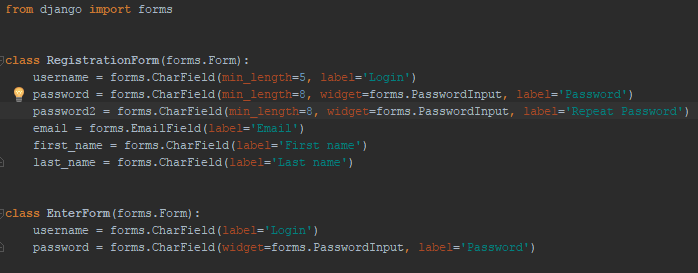 from django import forms
class RegistrationForm(forms.Form):
    username = forms.CharField(min_length=5, label='Login')
    password = forms.CharField(min_length=8, widget=forms.PasswordInput, label='Password')
    password2 = forms.CharField(min_length=8, widget=forms.PasswordInput, label='Repeat Password')
    email = forms.EmailField(label='Email')
    first_name = forms.CharField(label='First name')
    last_name = forms.CharField(label='Last name')
class EnterForm(forms.Form):
    username = forms.CharField(label='Login')
    password = forms.CharField(widget=forms.PasswordInput, label='Password')